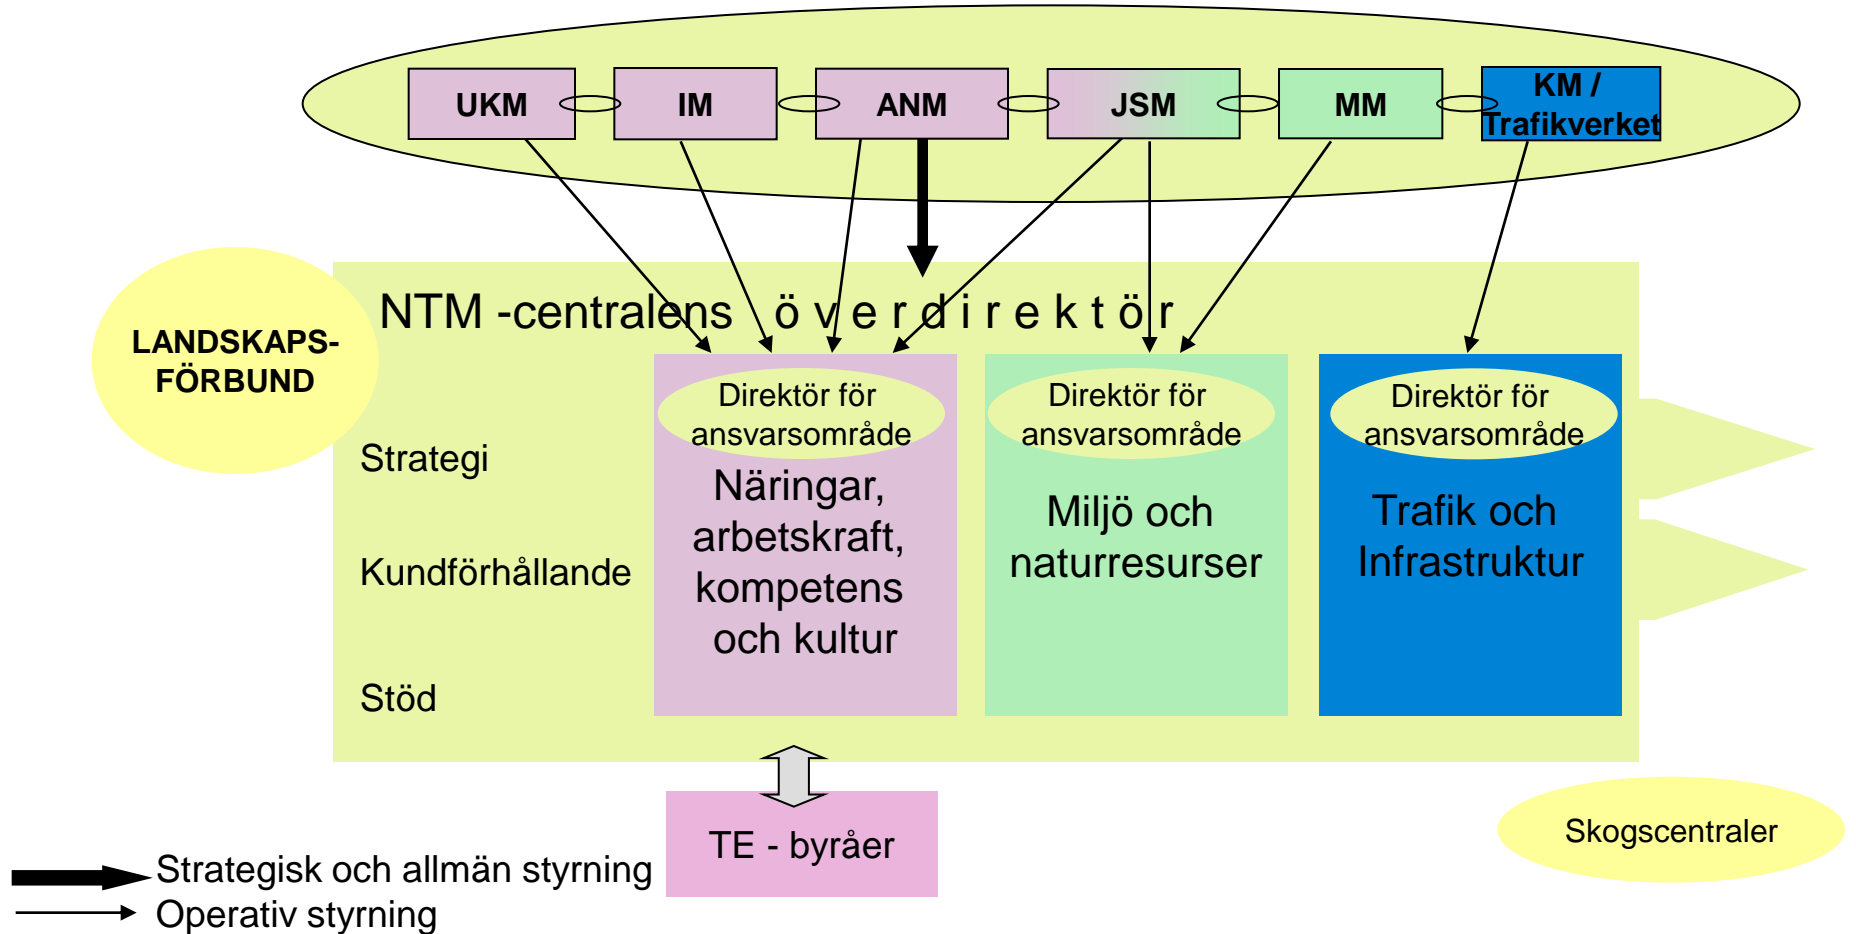 UKM
IM
ANM
JSM
MM
KM /
Trafikverket
NTM -centralens ö v e r d i r e k t ö r
LANDSKAPS-
FÖRBUND
Strategi
Kundförhållande
Stöd
Direktör för
ansvarsområde
Näringar,
arbetskraft,
kompetens
och kultur
Direktör för
ansvarsområde
Miljö och
naturresurser
Direktör för
ansvarsområde
Trafik och
Infrastruktur
TE - byråer
Skogscentraler
Strategisk och allmän styrning
Operativ styrning